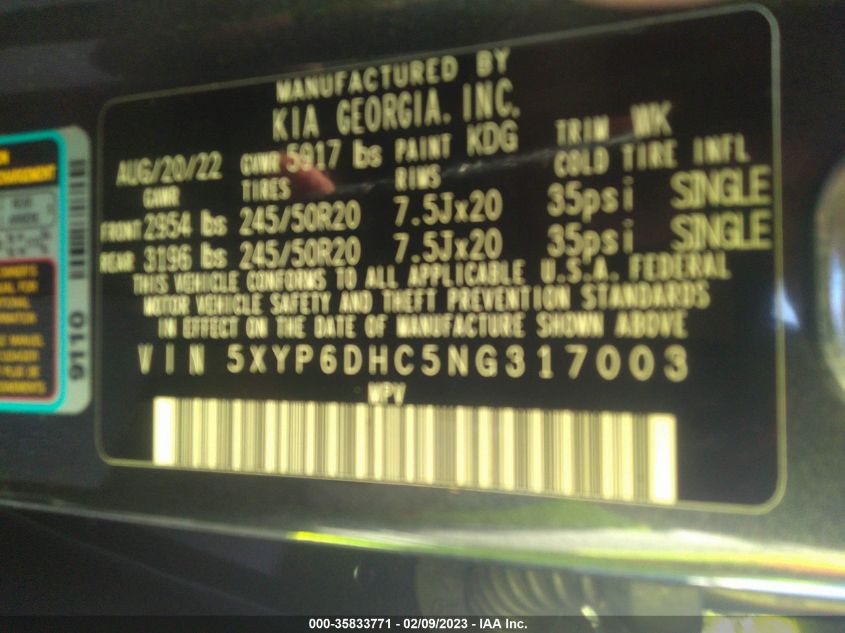 MANUFACTURED BY
KIA GEORGIA. INC.
AUG/20/22 GVWR 5917 lbs PAINT KDG TRIM WK
GAWR TIRES RIMS COLD TIRE INFL
FRONT 2954 lbs 245/50R20 7.5Jx20 35psi SINGLE
REAR 3196 lbs 245/50R20 7.5Jx20 35psi SINGLE
THIS VEHICLE CONFORMS TO ALL APPLICABLE U.S.A. FEDERAL
MOTOR VEHICLE SAFETY AND THEFT PREVENTION STANDARDS
IN EFFECT ON THE DATE OF MANUFACTURE SHOWN ABOVE
VIN 5XYP6DHC5NG317003
MPV
9110
000-35833771 - 02/09/2023 - IAA Inc.